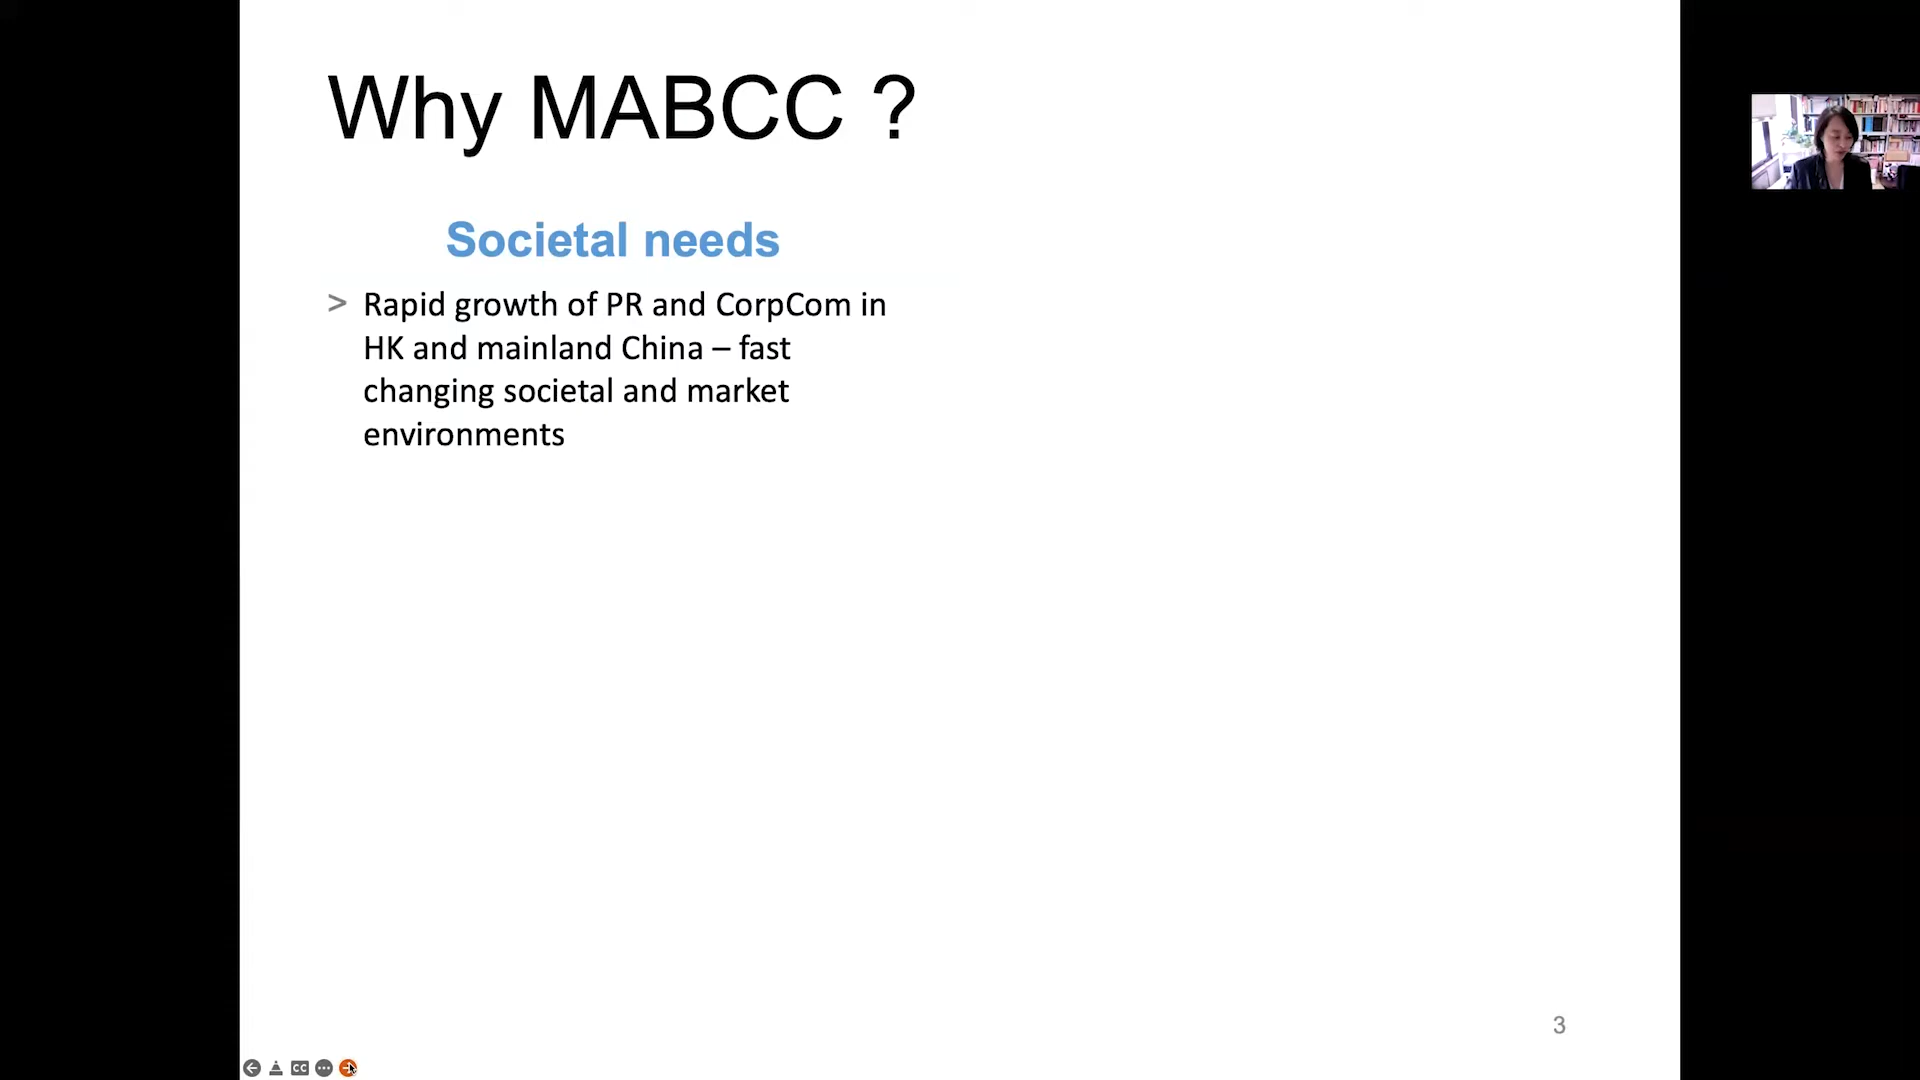 Why MABCC ?
Societal needs
> Rapid growth of PR and CorpCom in
HK and mainland China – fast
changing societal and market
environments
3
CC